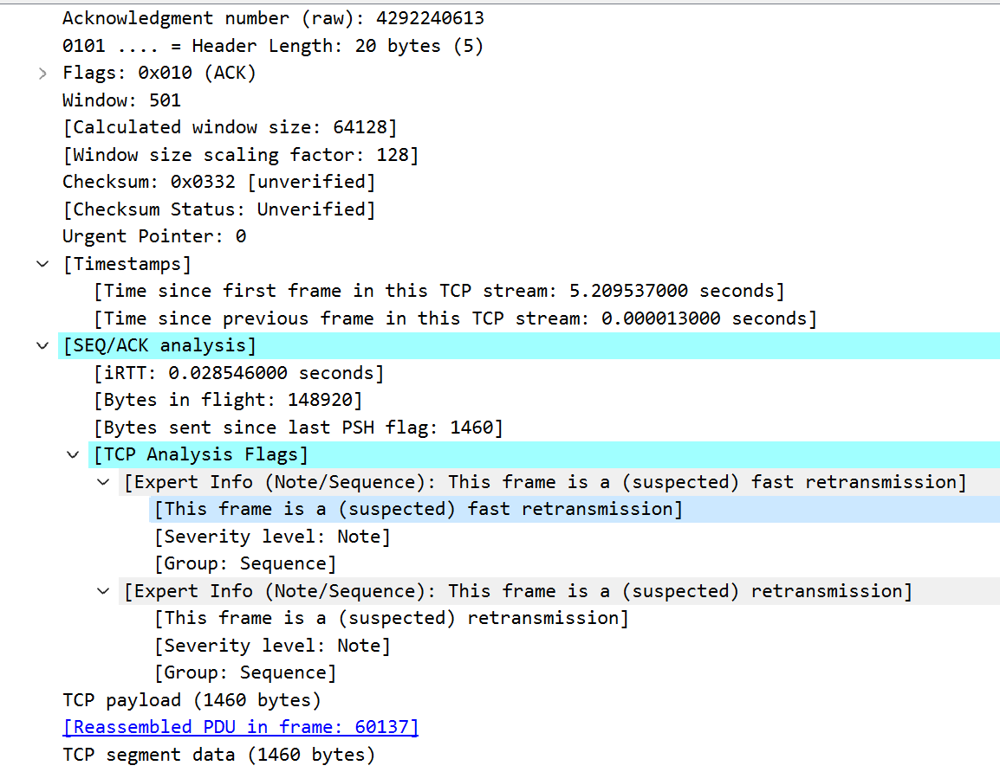 Acknowledgment number (raw): 4292240613
0101 .... = Header Length: 20 bytes (5)
Flags: 0x010 (ACK)
Window: 501
[Calculated window size: 64128]
[Window size scaling factor: 128]
Checksum: 0x0332 [unverified]
[Checksum Status: Unverified]
Urgent Pointer: 0
[Timestamps]
[Time since first frame in this TCP stream: 5.209537000 seconds]
[Time since previous frame in this TCP stream: 0.000013000 seconds]
[SEQ/ACK analysis]
[iRTT: 0.028546000 seconds]
[Bytes in flight: 148920]
[Bytes sent since last PSH flag: 1460]
[TCP Analysis Flags]
[Expert Info (Note/Sequence): This frame is a (suspected) fast retransmission]
[This frame is a (suspected) fast retransmission]
[Severity level: Note]
[Group: Sequence]
[Expert Info (Note/Sequence): This frame is a (suspected) retransmission]
[This frame is a (suspected) retransmission]
[Severity level: Note]
[Group: Sequence]
TCP payload (1460 bytes)
[Reassembled PDU in frame: 60137]
TCP segment data (1460 bytes)